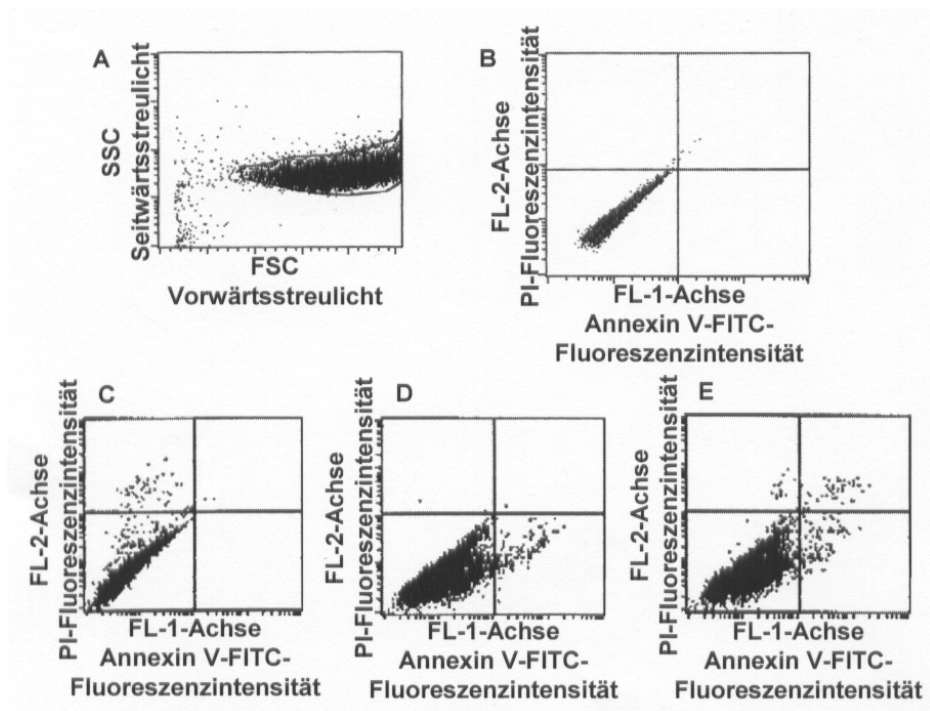 A
SSC
Seitwärtsstreulicht
FSC
Vorwärtsstreulicht
B
FL-2-Achse
PI-Fluoreszenzintensität
FL-1-Achse
Annexin V-FITC-
Fluoreszenzintensität
C
FL-2-Achse
PI-Fluoreszenzintensität
FL-1-Achse
Annexin V-FITC-
Fluoreszenzintensität
D
FL-2-Achse
PI-Fluoreszenzintensität
FL-1-Achse
Annexin V-FITC-
Fluoreszenzintensität
E
FL-2-Achse
PI-Fluoreszenzintensität
FL-1-Achse
Annexin V-FITC-
Fluoreszenzintensität